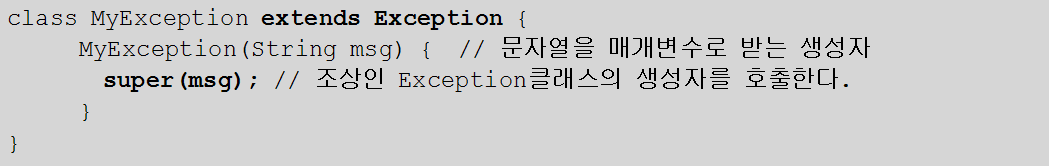 class MyException extends Exception {
MyException(String msg) { // 문자열을 매개변수로 받는 생성자
super(msg); // 조상인 Exception클래스의 생성자를 호출한다.
}
}